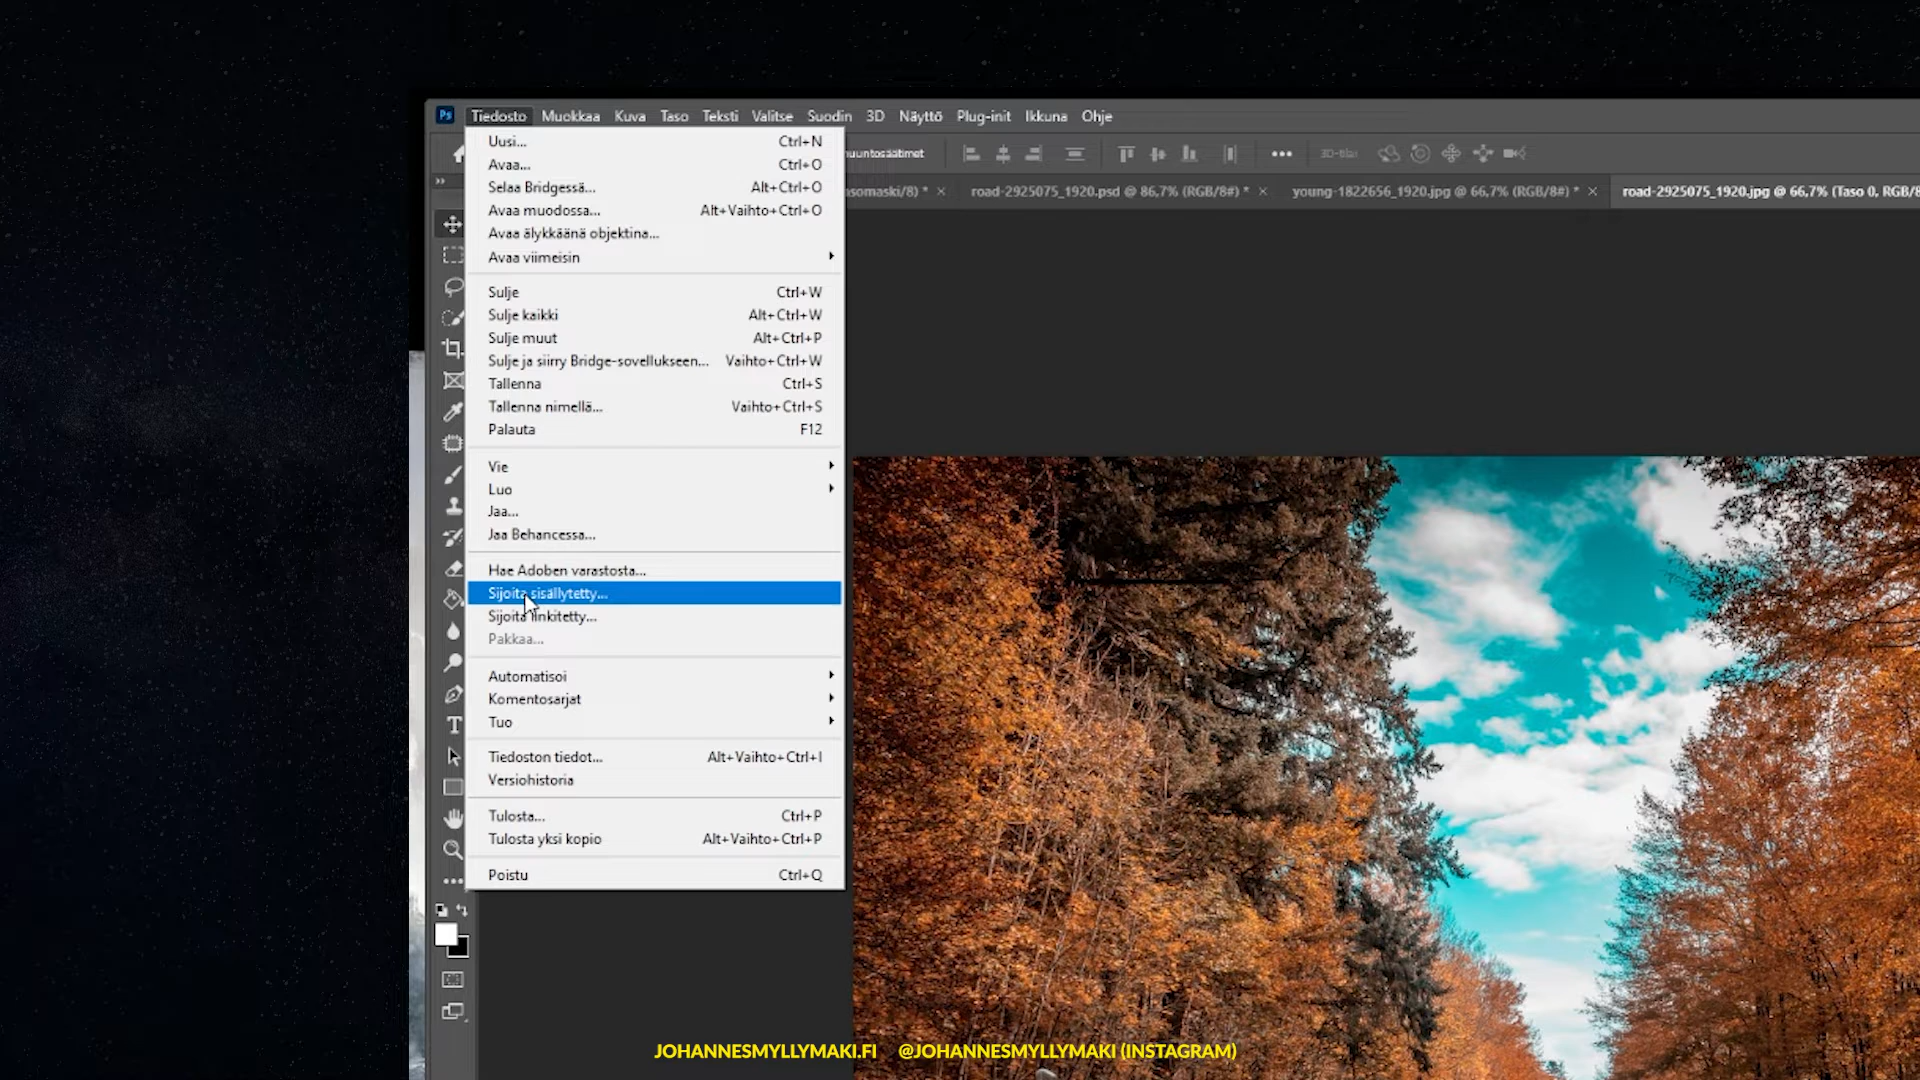 Ps Tiedosto Muokkaa Kuva Taso Teksti Valitse Suodin 3D Näyttö Plug-init Ikkuna Ohje
road-2925075_1920.psd @ 86,7% (RGB/8#) * × young-1822656_1920.jpg @ 66,7% (RGB/8#) * × road-2925075_1920.jpg @ 66,7% (Taso 0, RGB/8
Uusi... Ctrl+N
Avaa... Ctrl+O
Selaa Bridgessä... Alt+Ctrl+O
Avaa muodossa... Alt+Vaihto+Ctrl+O
Avaa älykkäänä objektina...
Avaa viimeisin
Sulje Ctrl+W
Sulje kaikki Alt+Ctrl+W
Sulje muut Alt+Ctrl+P
Sulje ja siirry Bridge-sovellukseen... Vaihto+Ctrl+W
Tallenna Ctrl+S
Tallenna nimellä... Vaihto+Ctrl+S
Palauta F12
Vie
Luo
Jaa...
Jaa Behancessa...
Hae Adoben varastosta...
Sijoita sisällytetty...
Sijoita linkitetty...
Pakkaa...
Automatisoi
Komentosarjat
Tuo
Tiedoston tiedot... Alt+Vaihto+Ctrl+I
Versiohistoria
Tulosta... Ctrl+P
Tulosta yksi kopio Alt+Vaihto+Ctrl+P
Poistu Ctrl+Q
JOHANNESMYLLYMAKI.FI @JOHANNESMYLLYMAKI (INSTAGRAM)